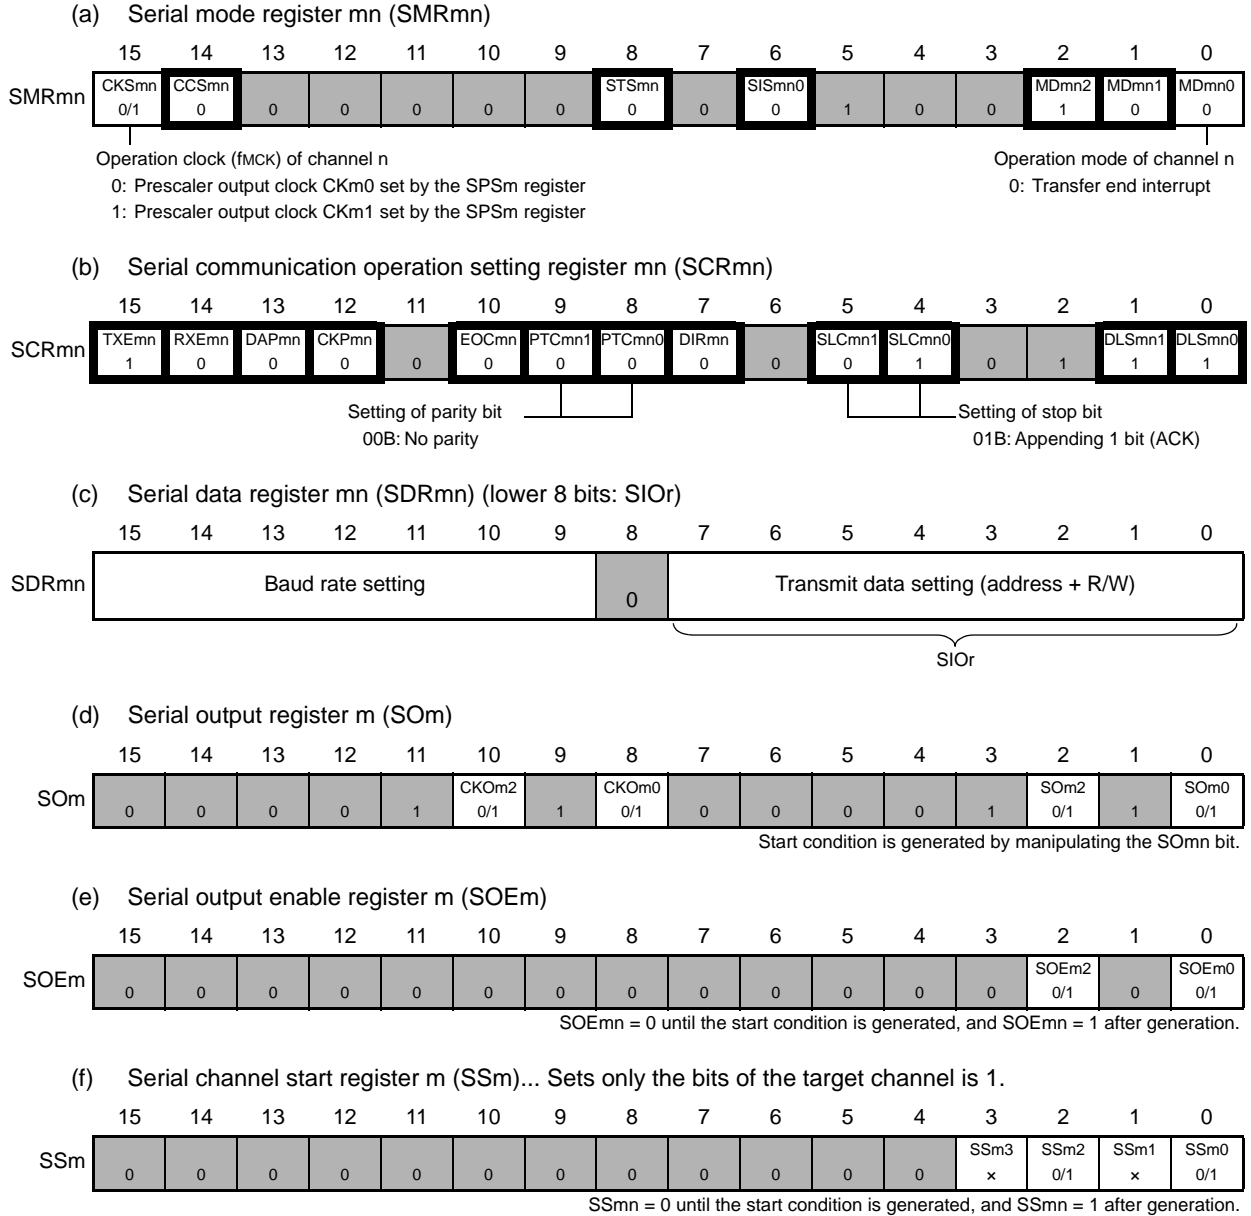 (a) Serial mode register mn (SMRmn)
15 14 13 12 11 10 9 8 7 6 5 4 3 2 1 0
CKSmn CCSmn STSmn SISmn0 MDmn2 MDmn1 MDmn0
SMRmn 0/1 0 0 0 0 0 0 0 0 0 1 0 0 1 0 0
Operation clock (fMCK) of channel n Operation mode of channel n
0: Prescaler output clock CKm0 set by the SPSm register 0: Transfer end interrupt
1: Prescaler output clock CKm1 set by the SPSm register
(b) Serial communication operation setting register mn (SCRmn)
15 14 13 12 11 10 9 8 7 6 5 4 3 2 1 0
TXEmn RXEmn DAPmn CKPmn EOCmn PTCmn1 PTCmn0 DIRmn SLCmn1 SLCmn0 DLSmn1 DLSmn0
SCRmn 1 0 0 0 0 0 0 0 0 0 0 1 0 1 1 1
Setting of parity bit Setting of stop bit
00B: No parity 01B: Appending 1 bit (ACK)
(c) Serial data register mn (SDRmn) (lower 8 bits: SIOr)
15 14 13 12 11 10 9 8 7 6 5 4 3 2 1 0
SDRmn Baud rate setting 0 Transmit data setting (address + R/W)
SIOr
(d) Serial output register m (SOm)
15 14 13 12 11 10 9 8 7 6 5 4 3 2 1 0
CKOm2 CKOm0 SOm2 SOm0
SOm 0 0 0 0 1 0/1 1 0/1 0 0 0 0 1 0/1 1 0/1
Start condition is generated by manipulating the SOmn bit.
(e) Serial output enable register m (SOEm)
15 14 13 12 11 10 9 8 7 6 5 4 3 2 1 0
SOEm2 SOEm0
SOEm 0 0 0 0 0 0 0 0 0 0 0 0 0 0/1 0 0/1
SOEmn = 0 until the start condition is generated, and SOEmn = 1 after generation.
(f) Serial channel start register m (SSm)... Sets only the bits of the target channel is 1.
15 14 13 12 11 10 9 8 7 6 5 4 3 2 1 0
SSm3 SSm2 SSm1 SSm0
SSm 0 0 0 0 0 0 0 0 0 0 0 0 × 0/1 × 0/1
SSmn = 0 until the start condition is generated, and SSmn = 1 after generation.